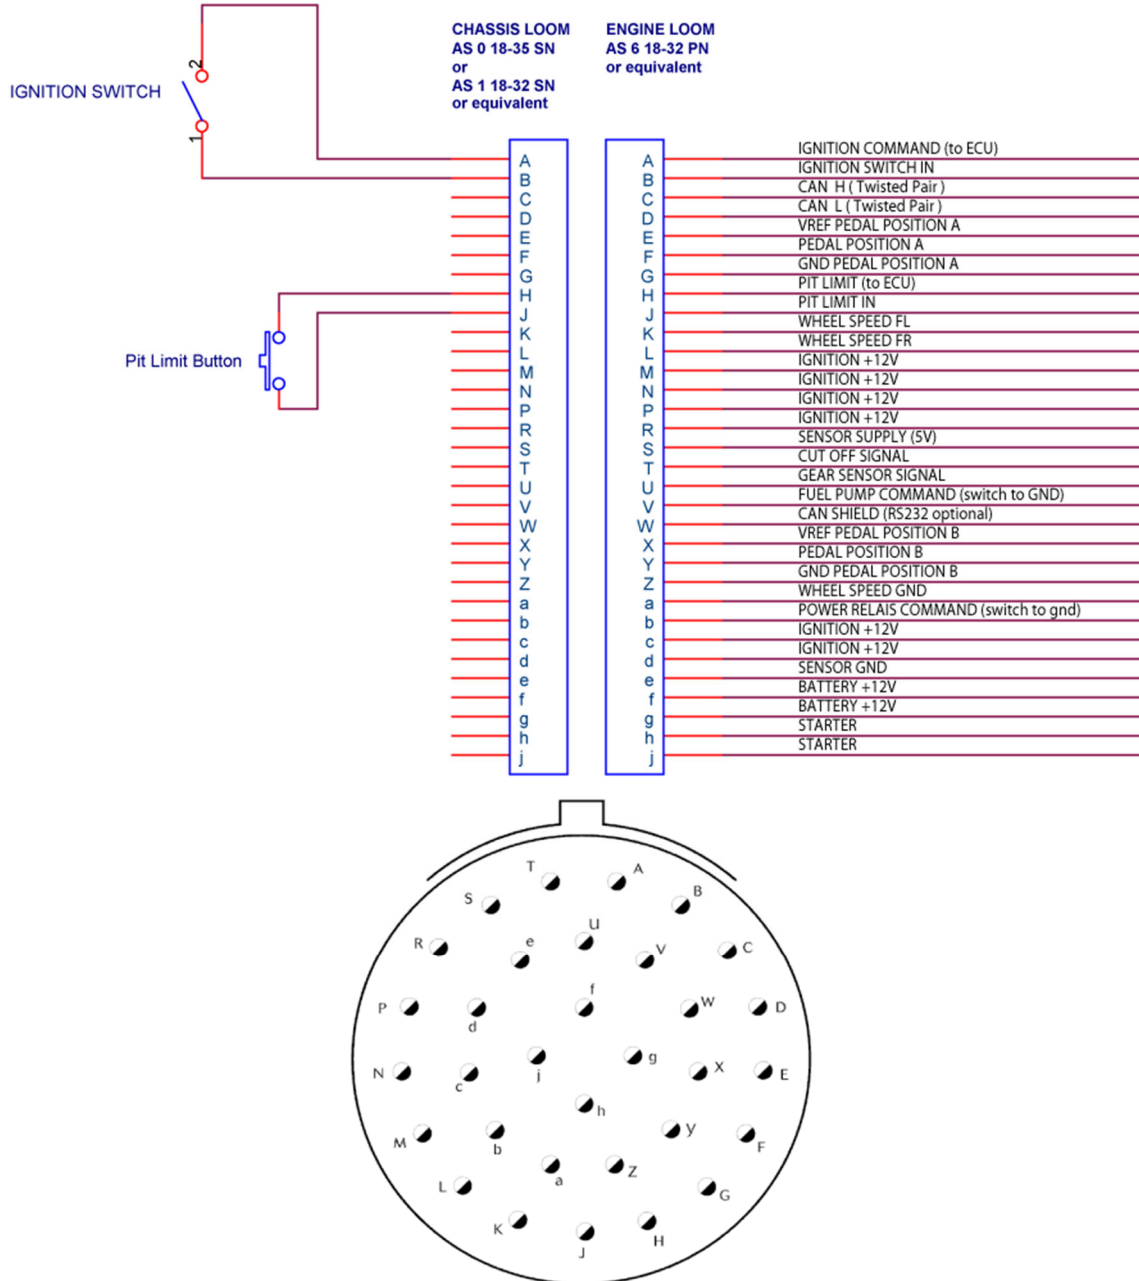 CHASSIS LOOM
AS 0 18-35 SN
or
AS 1 18-32 SN
or equivalent
ENGINE LOOM
AS 6 18-32 PN
or equivalent
IGNITION SWITCH
2
1
Pit Limit Button
A A IGNITION COMMAND (to ECU)
B B IGNITION SWITCH IN
C C CAN H ( Twisted Pair )
D D CAN L ( Twisted Pair )
E E VREF PEDAL POSITION A
F F PEDAL POSITION A
G G GND PEDAL POSITION A
H H PIT LIMIT (to ECU)
J J PIT LIMIT IN
K K WHEEL SPEED FL
L L WHEEL SPEED FR
M M IGNITION +12V
N N IGNITION +12V
P P IGNITION +12V
R R IGNITION +12V
S S SENSOR SUPPLY (5V)
T T CUT OFF SIGNAL
U U GEAR SENSOR SIGNAL
V V FUEL PUMP COMMAND (switch to GND)
W W CAN SHIELD (RS232 optional)
X X VREF PEDAL POSITION B
Y Y PEDAL POSITION B
Z Z GND PEDAL POSITION B
a a WHEEL SPEED GND
b b POWER RELAIS COMMAND (switch to gnd)
c c IGNITION +12V
d d IGNITION +12V
e e SENSOR GND
f f BATTERY +12V
g g BATTERY +12V
h h STARTER
j j STARTER
T A
S B
R e U V C
P d f W D
N c j g X E
M b h y F
L a Z G
K J H